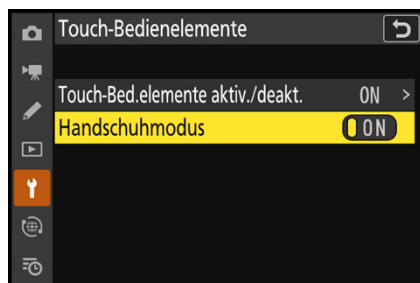 Touch-Bedienelemente
Touch-Bed.elemente aktiv./deakt. ON >
Handschuhmodus ON